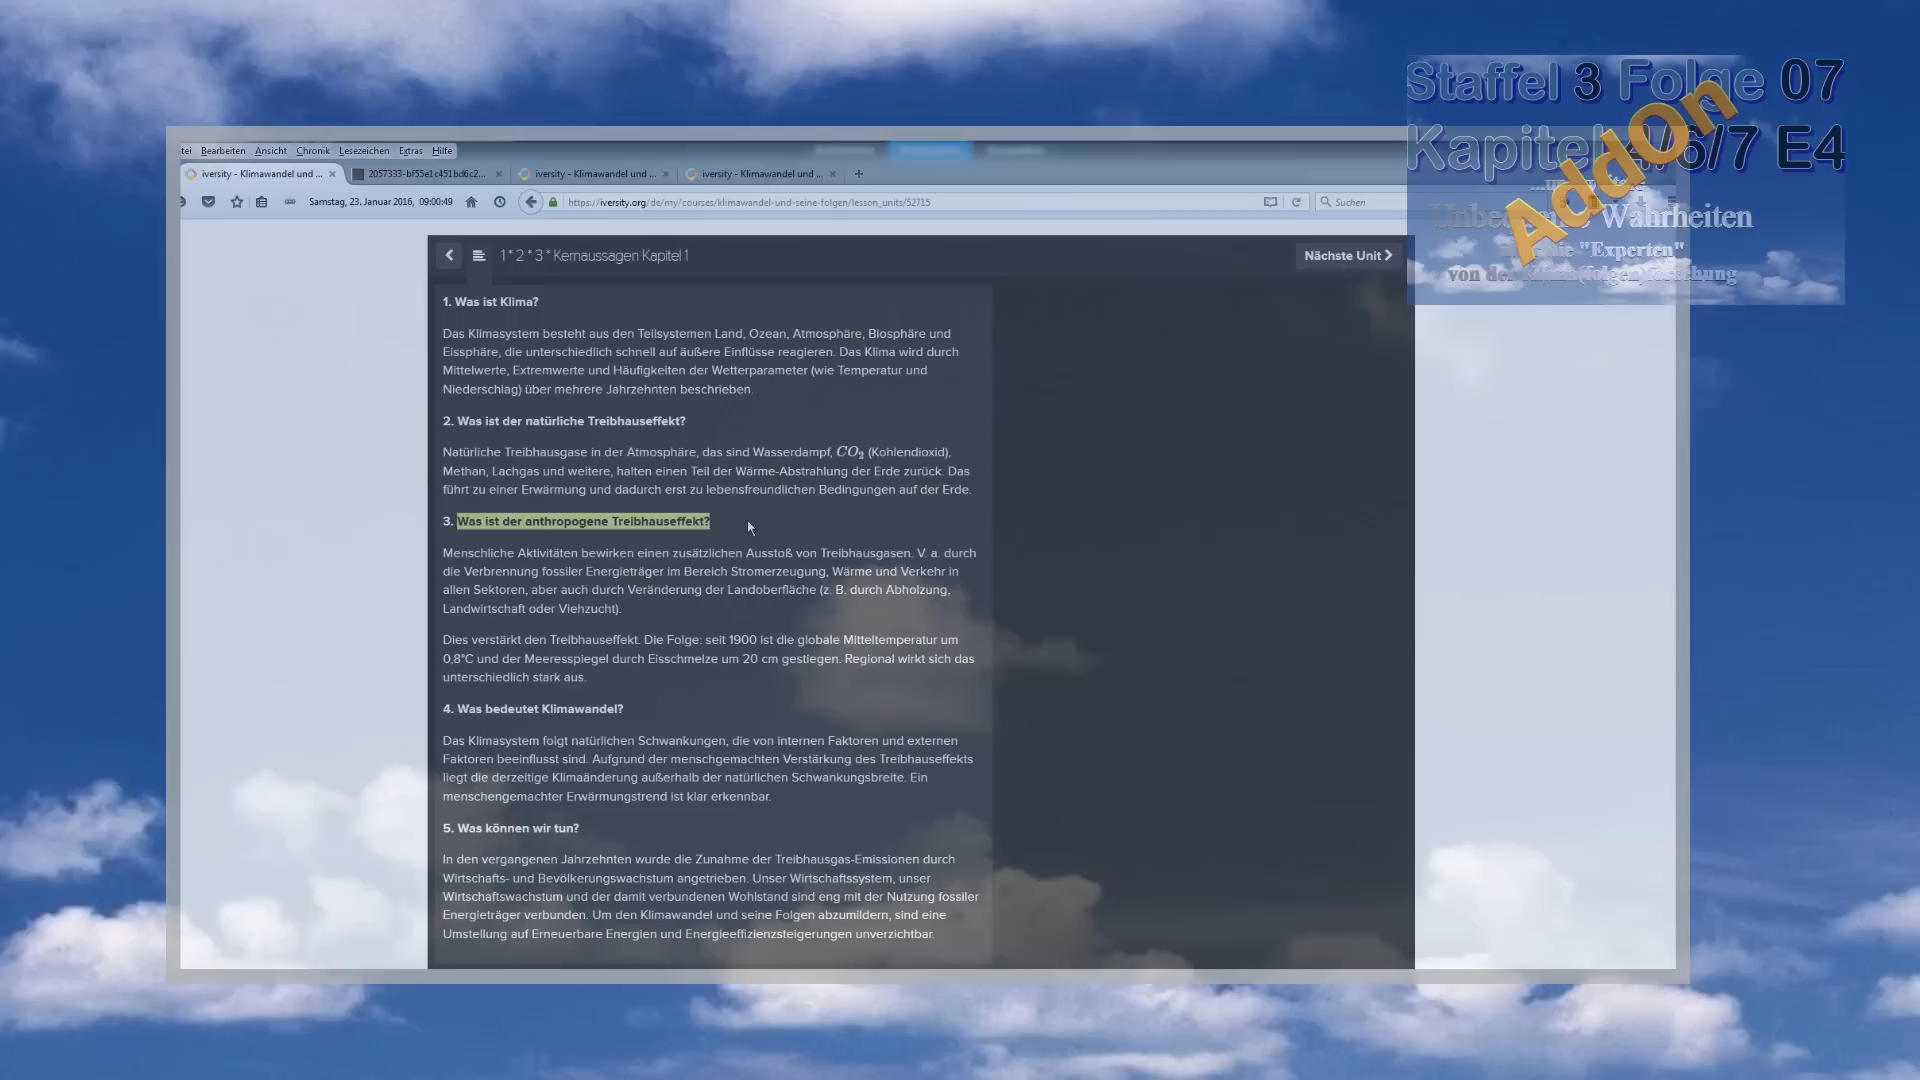 Staffel 3 Folge 07
Kapitel /6/7 E4
AddOn
Wahrheiten
die "Experten"
tei Bearbeiten Ansicht Chronik Lesezeichen Extras Hilfe
iversity - Klimawandel und ... × 2057333-bf55e1c451bd6c2... × iversity - Klimawandel und ... × iversity - Klimawandel und ... × +
Samstag, 23. Januar 2016, 09:00:49 https://iversity.org/de/my/courses/klimawandel-und-seine-folgen/lesson_units/52715 Suchen
1 * 2 * 3 * Kernaussagen Kapitel 1 Nächste Unit
1. Was ist Klima?
Das Klimasystem besteht aus den Teilsystemen Land, Ozean, Atmosphäre, Biosphäre und
Eissphäre, die unterschiedlich schnell auf äußere Einflüsse reagieren. Das Klima wird durch
Mittelwerte, Extremwerte und Häufigkeiten der Wetterparameter (wie Temperatur und
Niederschlag) über mehrere Jahrzehnten beschrieben.
2. Was ist der natürliche Treibhauseffekt?
Natürliche Treibhausgase in der Atmosphäre, das sind Wasserdampf, CO₂ (Kohlendioxid),
Methan, Lachgas und weitere, halten einen Teil der Wärme-Abstrahlung der Erde zurück. Das
führt zu einer Erwärmung und dadurch erst zu lebensfreundlichen Bedingungen auf der Erde.
3. Was ist der anthropogene Treibhauseffekt?
Menschliche Aktivitäten bewirken einen zusätzlichen Ausstoß von Treibhausgasen. V. a. durch
die Verbrennung fossiler Energieträger im Bereich Stromerzeugung, Wärme und Verkehr in
allen Sektoren, aber auch durch Veränderung der Landoberfläche (z. B. durch Abholzung,
Landwirtschaft oder Viehzucht).
Dies verstärkt den Treibhauseffekt. Die Folge: seit 1900 ist die globale Mitteltemperatur um
0,8°C und der Meeresspiegel durch Eisschmelze um 20 cm gestiegen. Regional wirkt sich das
unterschiedlich stark aus.
4. Was bedeutet Klimawandel?
Das Klimasystem folgt natürlichen Schwankungen, die von internen Faktoren und externen
Faktoren beeinflusst sind. Aufgrund der menschgemachten Verstärkung des Treibhauseffekts
liegt die derzeitige Klimaänderung außerhalb der natürlichen Schwankungsbreite. Ein
menschengemachter Erwärmungstrend ist klar erkennbar.
5. Was können wir tun?
In den vergangenen Jahrzehnten wurde die Zunahme der Treibhausgas-Emissionen durch
Wirtschafts- und Bevölkerungswachstum angetrieben. Unser Wirtschaftssystem, unser
Wirtschaftswachstum und der damit verbundenen Wohlstand sind eng mit der Nutzung fossiler
Energieträger verbunden. Um den Klimawandel und seine Folgen abzumildern, sind eine
Umstellung auf Erneuerbare Energien und Energieeffizienzsteigerungen unverzichtbar.